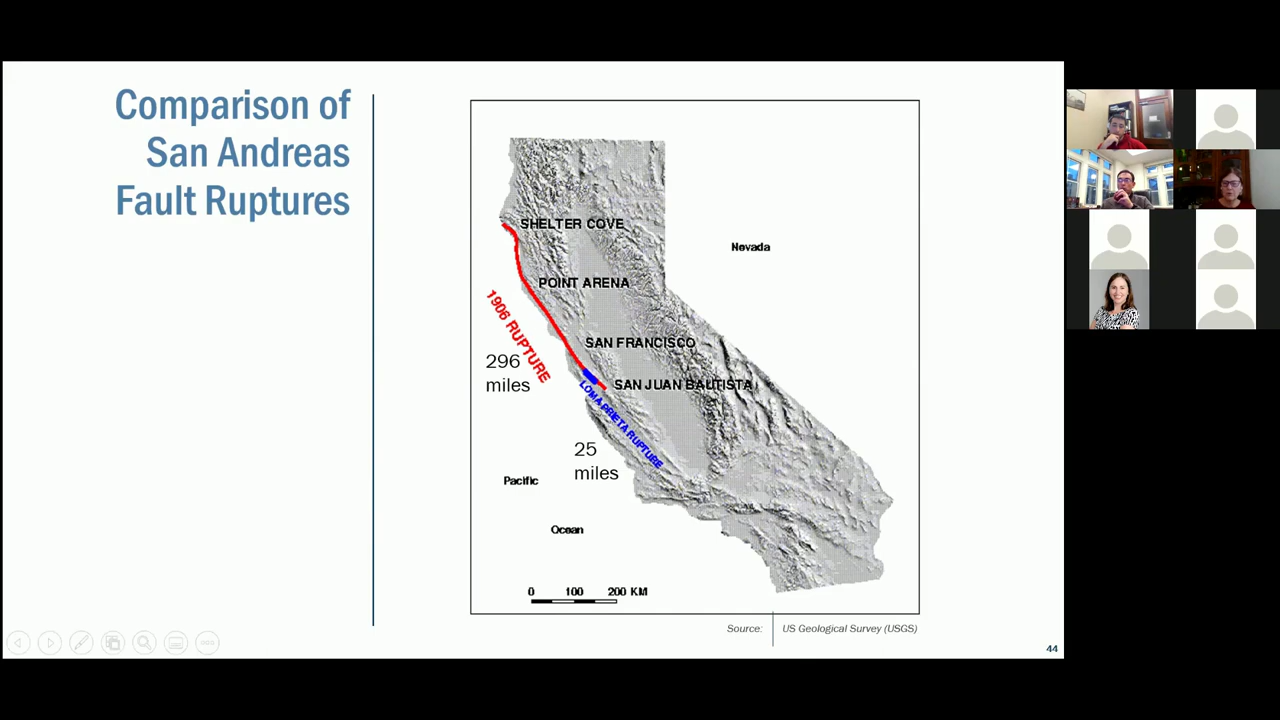 Comparison of
San Andreas
Fault Ruptures
SHELTER COVE
Nevada
POINT ARENA
1906 RUPTURE
SAN FRANCISCO
296
miles
SAN JUAN BAUTISTA
LOMA PRIETA RUPTURE
25
miles
Pacific
Ocean
0 100 200 KM
Source: US Geological Survey (USGS)
44